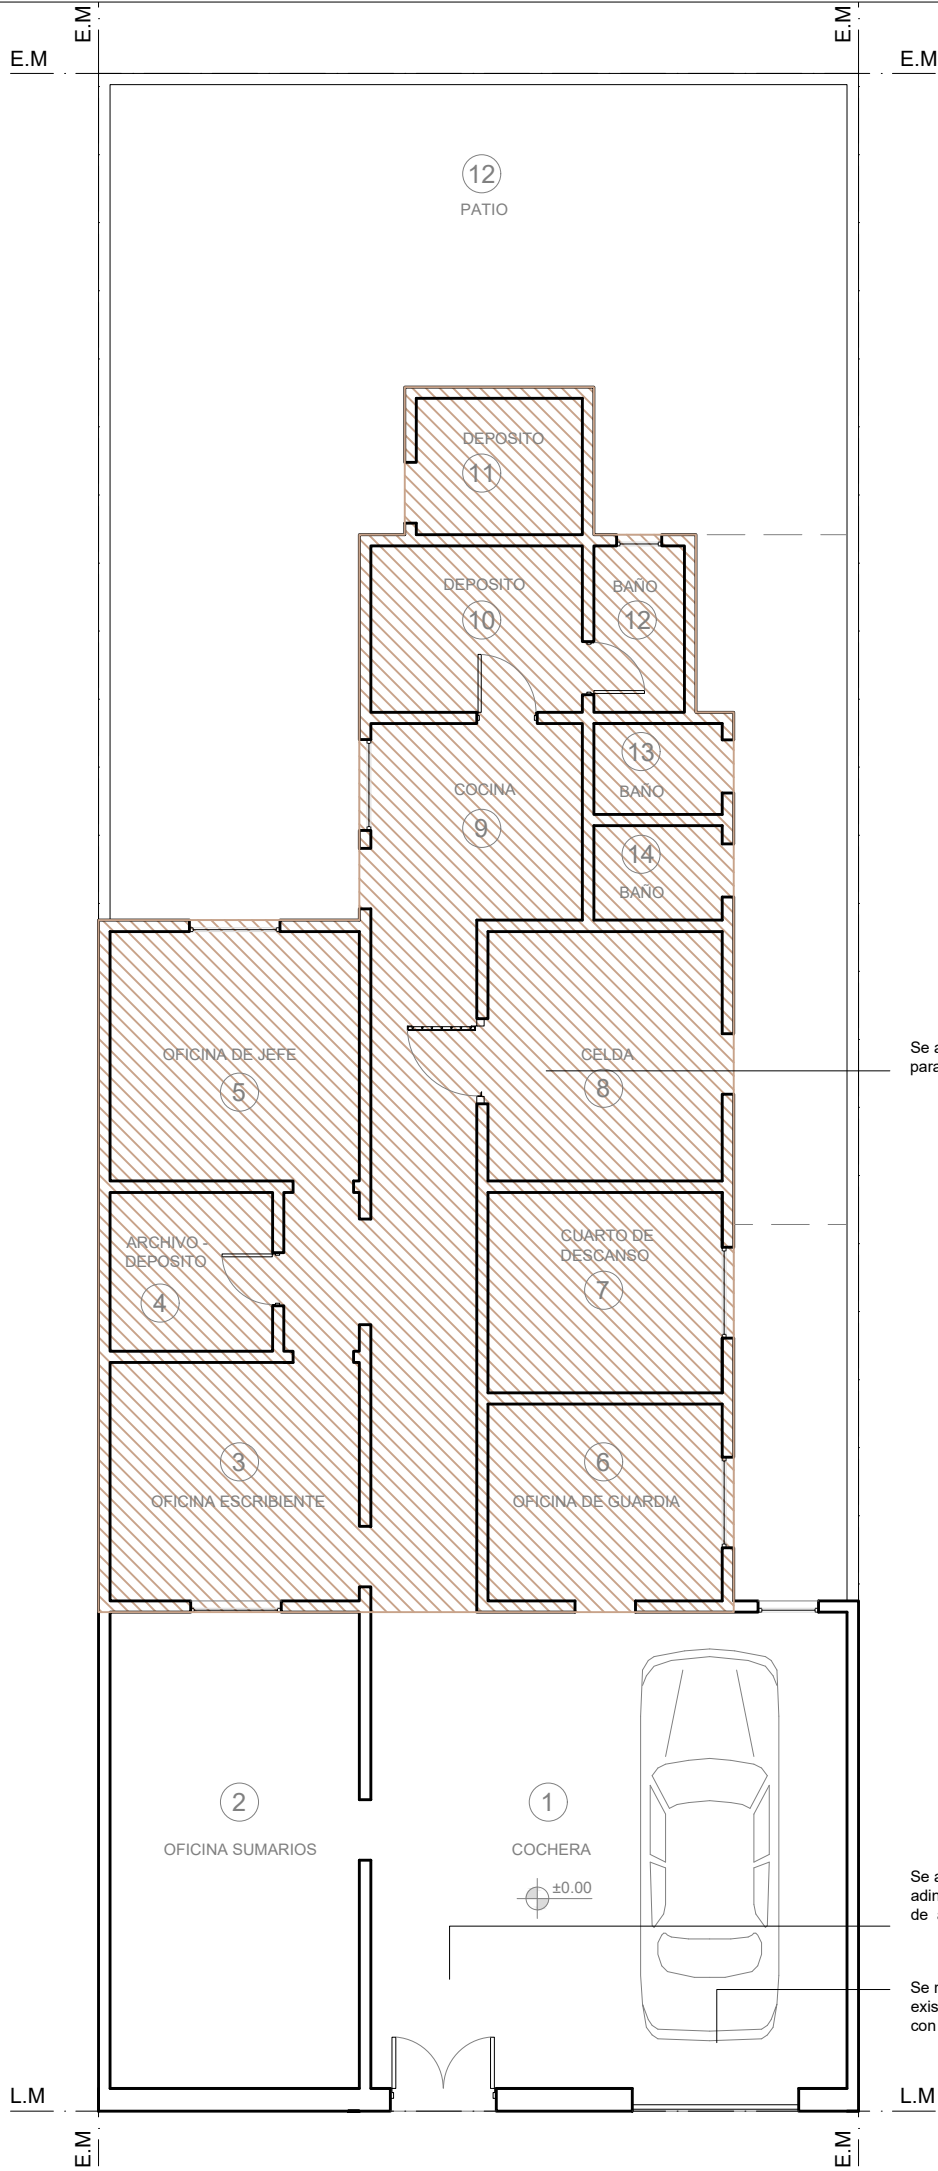 E.M
E.M
E.M
E.M
12
PATIO
DEPOSITO
11
DEPOSITO
10
BAÑO
12
13
BAÑO
COCINA
9
14
BAÑO
OFICINA DE JEFE
5
CELDA
8
Se a
para
ARCHIVO -
DEPOSITO
4
CUARTO DE
DESCANSO
7
3
OFICINA ESCRIBIENTE
6
OFICINA DE GUARDIA
2
OFICINA SUMARIOS
1
COCHERA
±0.00
Se a
de
exis
con
L.M
L.M
E.M
E.M